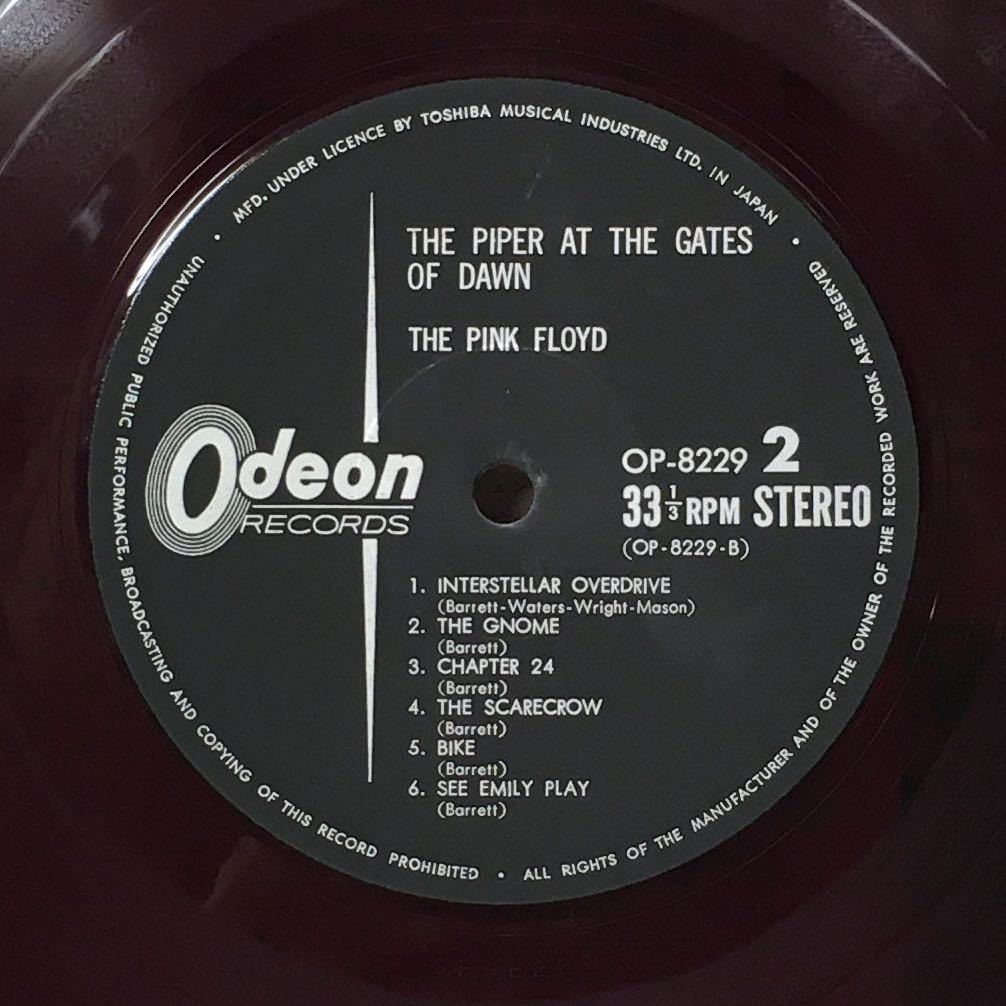 MFD. UNDER LICENCE BY TOSHIBA MUSICAL INDUSTRIES LTD. IN JAPAN
THE PIPER AT THE GATES
OF DAWN
THE PINK FLOYD
Odeon
RECORDS
OP-8229 2
33 1/3 RPM STEREO
(OP-8229-B)
1. INTERSTELLAR OVERDRIVE
(Barrett-Waters-Wright-Mason)
2. THE GNOME
(Barrett)
3. CHAPTER 24
(Barrett)
4. THE SCARECROW
(Barrett)
5. BIKE
(Barrett)
6. SEE EMILY PLAY
(Barrett)
• UNAUTHORIZED PUBLIC PERFORMANCE, BROADCASTING AND COPYING OF THIS RECORD PROHIBITED • ALL RIGHTS OF THE MANUFACTURER AND OF THE OWNER OF THE RECORDED WORK ARE RESERVED •